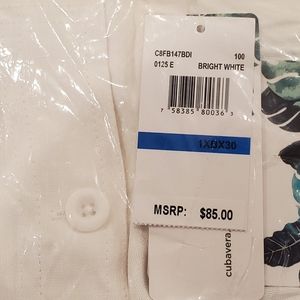 C8FB147BDI 100
0125 E BRIGHT WHITE
7 58385 80036 3
1XBX30
MSRP: $85.00
cubavera.